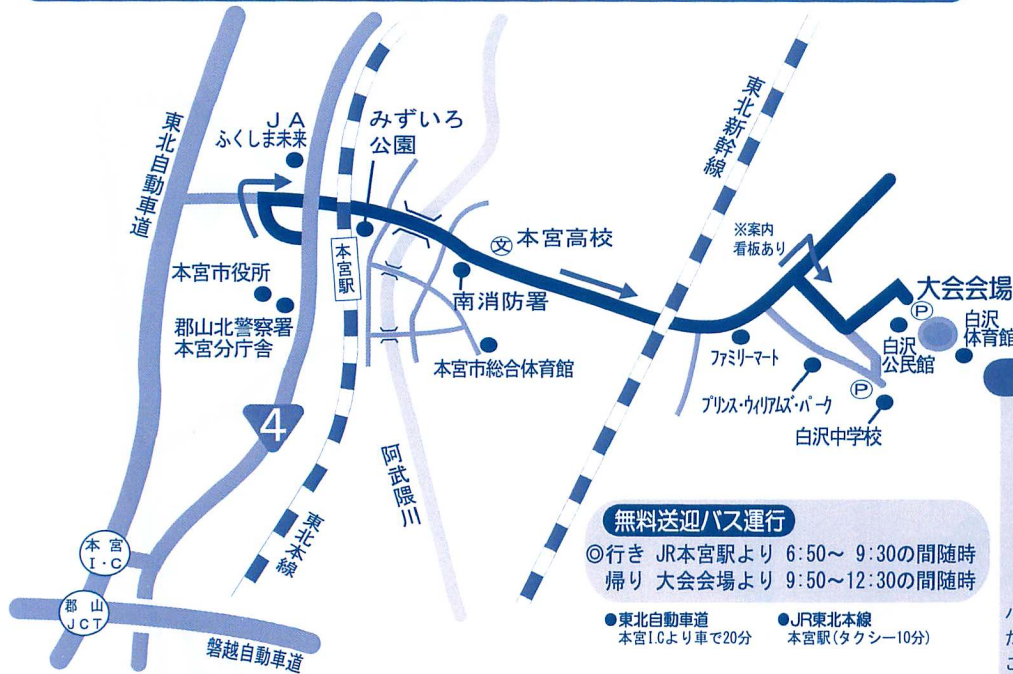 東北自動車道
JA
ふくしま未来
みずいろ
公園
東北新幹線
※案内
看板あり
本宮駅
文 本宮高校
大会会場
本宮市役所
南消防署
P
白沢
体育館
郡山北警察署
本宮分庁舎
白沢
公民館
本宮市総合体育館
ファミリーマート
プリンス・ウィリアムズ・パーク
P
白沢中学校
4
阿武隈川
東北本線
本宮
I・C
郡山
JCT
磐越自動車道
無料送迎バス運行
◎行き JR本宮駅より 6:50～ 9:30の間随時
帰り 大会会場より 9:50～12:30の間随時
●東北自動車道
本宮I.Cより車で20分
●JR東北本線
本宮駅(タクシー10分)